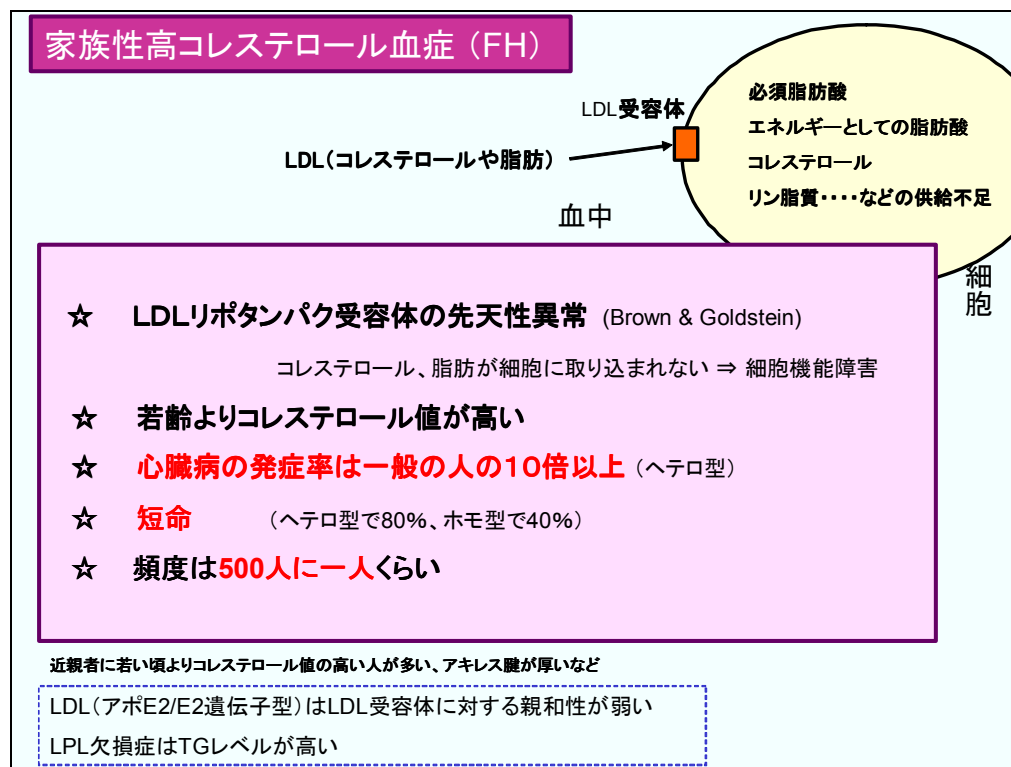 家族性高コレステロール血症（FH）
LDL受容体
LDL（コレステロールや脂肪）
必須脂肪酸
エネルギーとしての脂肪酸
コレステロール
リン脂質・・・・などの供給不足
血中
細胞
☆ LDLリポタンパク受容体の先天性異常 (Brown & Goldstein)
コレステロール、脂肪が細胞に取り込まれない ⇒ 細胞機能障害
☆ 若齢よりコレステロール値が高い
☆ 心臓病の発症率は一般の人の１０倍以上（ヘテロ型）
☆ 短命 （ヘテロ型で80%、ホモ型で40%）
☆ 頻度は500人に一人くらい
近親者に若い頃よりコレステロール値の高い人が多い、アキレス腱が厚いなど
LDL（アポE2/E2遺伝子型）はLDL受容体に対する親和性が弱い
LPL欠損症はTGレベルが高い